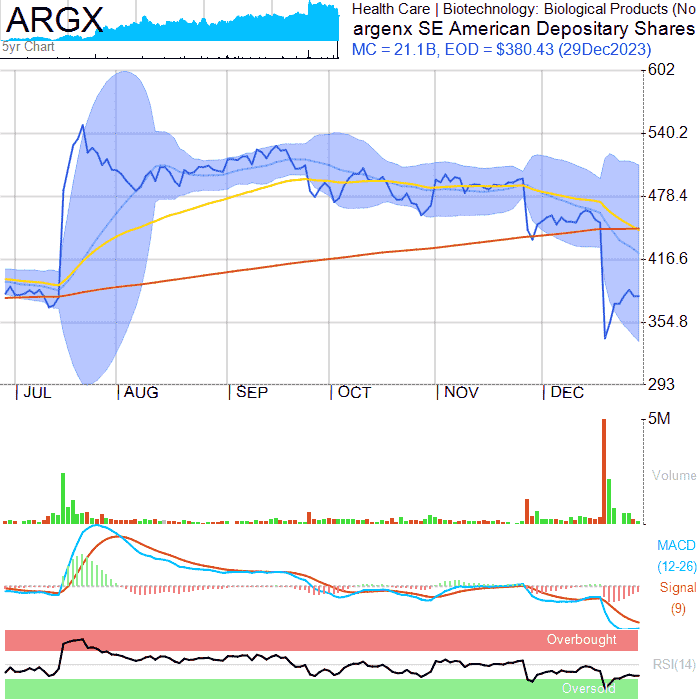 ARGX
5yr Chart
Health Care | Biotechnology: Biological Products (No
argenx SE American Depositary Shares
MC = 21.1B, EOD = $380.43 (29Dec2023)
602
540.2
478.4
416.6
354.8
293
JUL AUG SEP OCT NOV DEC
5M
Volume
MACD
(12-26)
Signal
(9)
Overbought
RSI(14)
Oversold